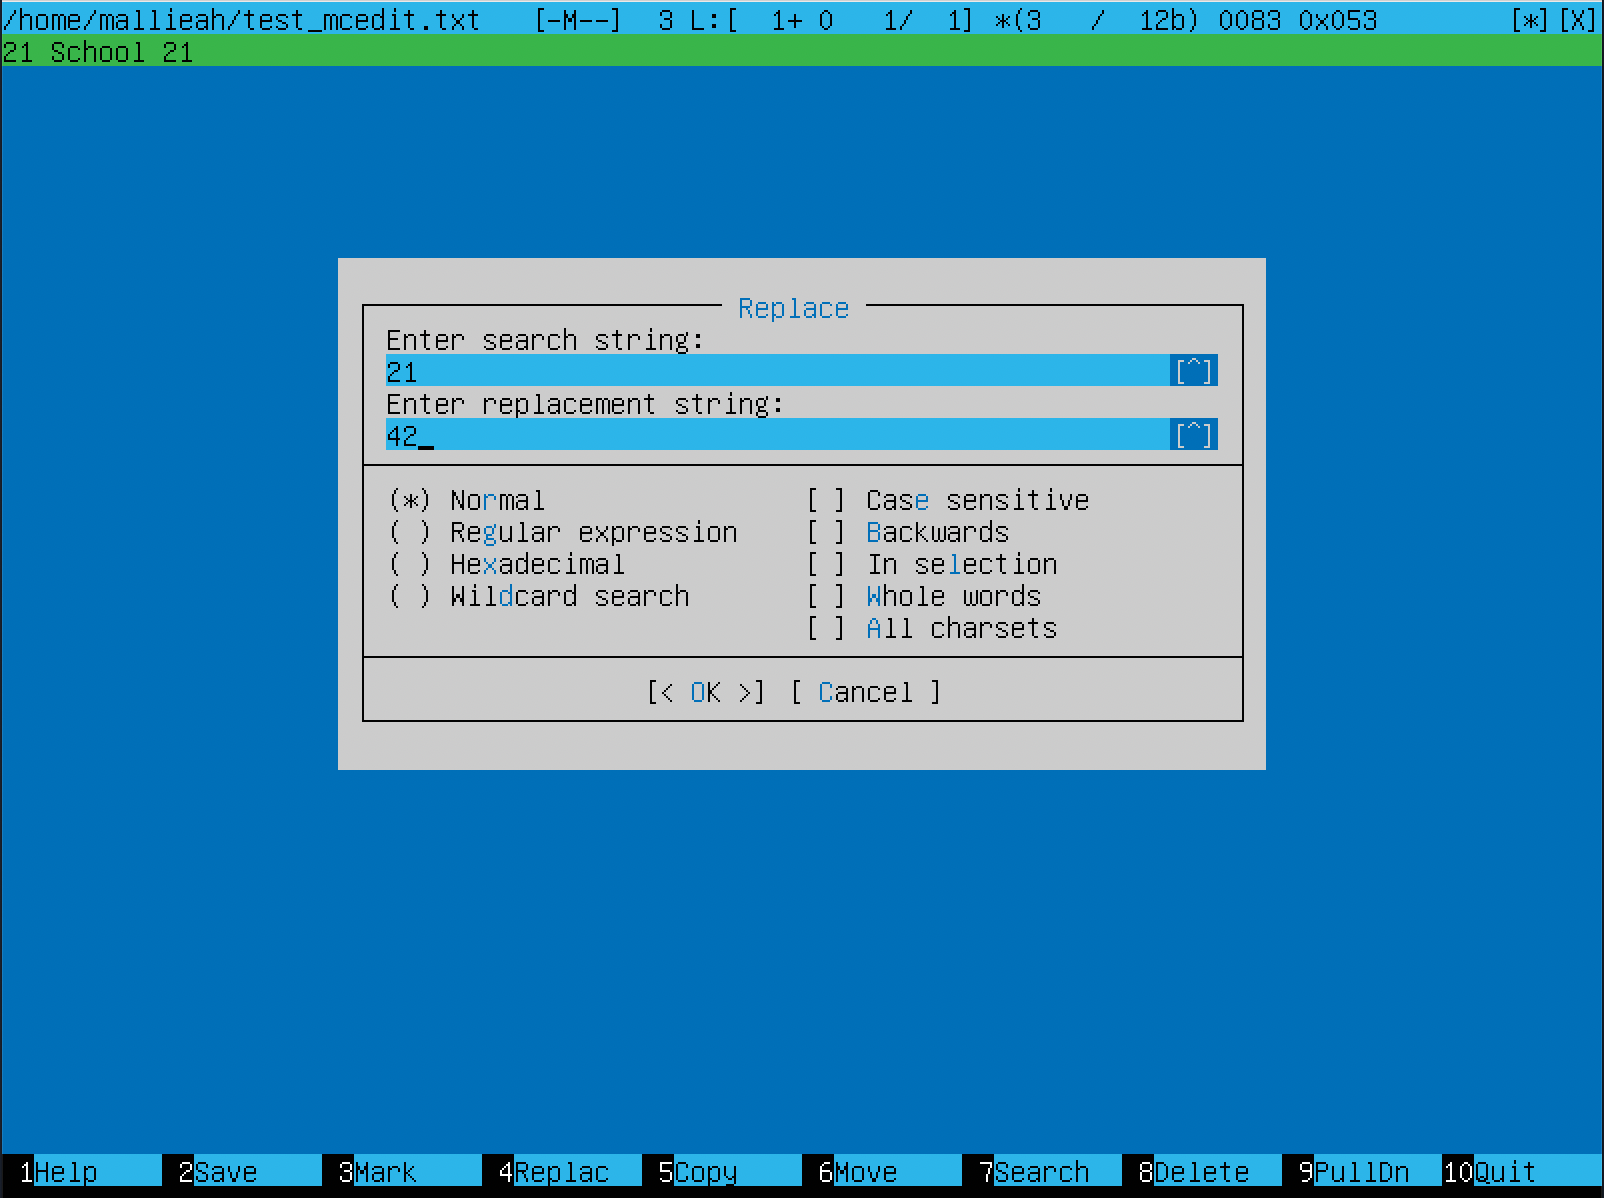 /home/mallieah/test_mcedit.txt [-M--] 3 L:[ 1+ 0 1/ 1] *(3 / 12b) 0083 0x053 [*][X]
21 School 21
Replace
Enter search string:
21 [^]
Enter replacement string:
42_ [^]
(*) Normal [ ] Case sensitive
( ) Regular expression [ ] Backwards
( ) Hexadecimal [ ] In selection
( ) Wildcard search [ ] Whole words
[ ] All charsets
[< OK >] [ Cancel ]
1Help 2Save 3Mark 4Replac 5Copy 6Move 7Search 8Delete 9PullDn 10Quit